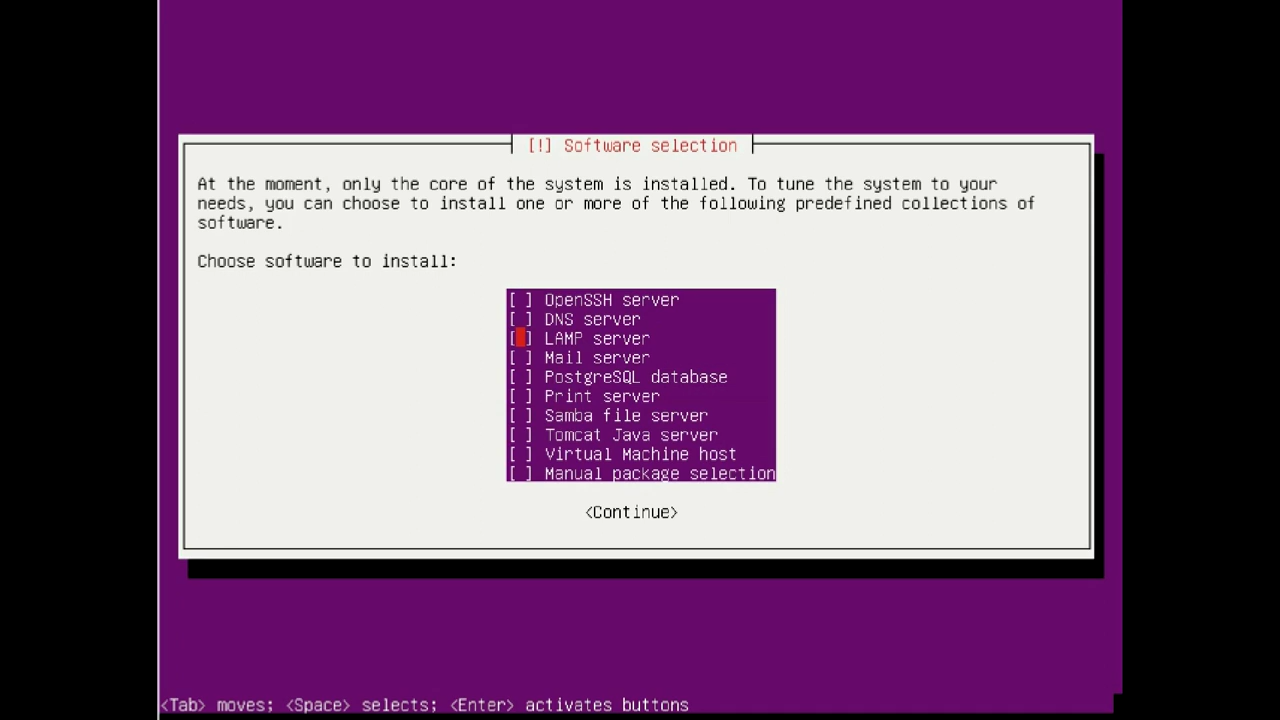 [!] Software selection
At the moment, only the core of the system is installed. To tune the system to your
needs, you can choose to install one or more of the following predefined collections of
software.
Choose software to install:
[ ] OpenSSH server
[ ] DNS server
[ ] LAMP server
[ ] Mail server
[ ] PostgreSQL database
[ ] Print server
[ ] Samba file server
[ ] Tomcat Java server
[ ] Virtual Machine host
[ ] Manual package selection
<Continue>
<Tab> moves; <Space> selects; <Enter> activates buttons